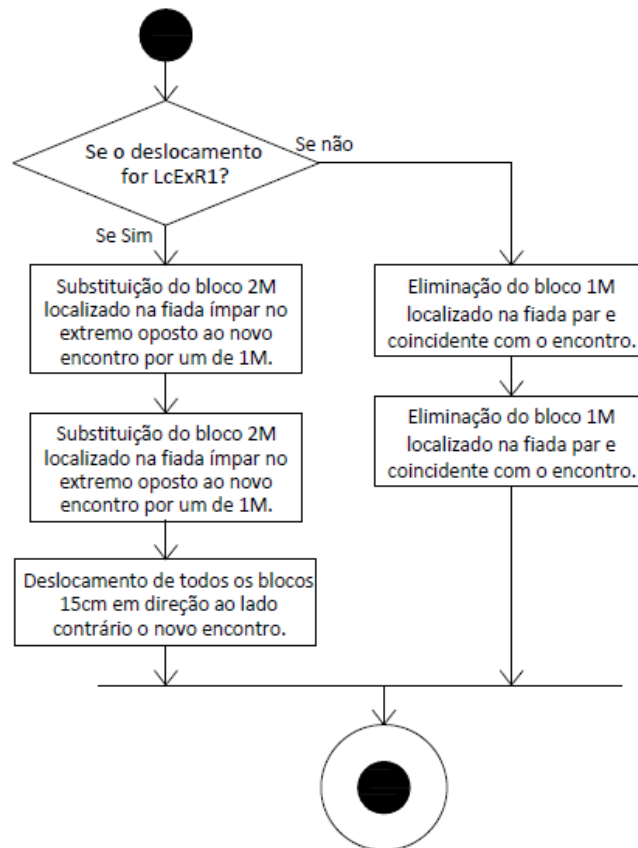 Se o deslocamento
for LcExR1?
Se não
Se Sim
Substituição do bloco 2M
localizado na fiada ímpar no
extremo oposto ao novo
encontro por um de 1M.
Substituição do bloco 2M
localizado na fiada ímpar no
extremo oposto ao novo
encontro por um de 1M.
Deslocamento de todos os blocos
15cm em direção ao lado
contrário o novo encontro.
Eliminação do bloco 1M
localizado na fiada par e
coincidente com o encontro.
Eliminação do bloco 1M
localizado na fiada par e
coincidente com o encontro.